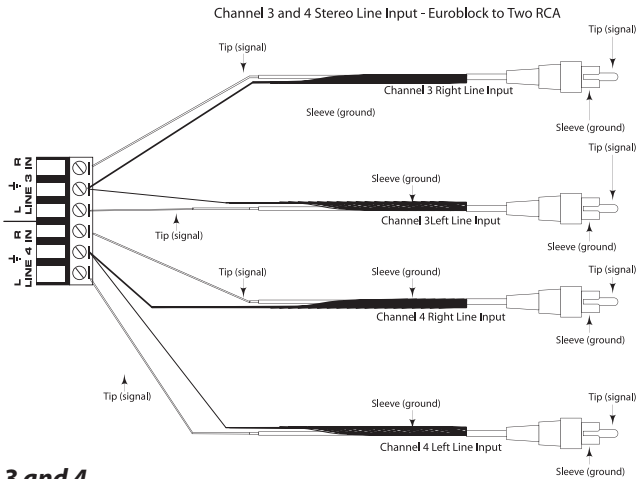 Channel 3 and 4 Stereo Line Input - Euroblock to Two RCA
Tip (signal)
Tip (signal)
Channel 3 Right Line Input
Sleeve (ground)
Sleeve (ground)
Tip (signal)
R
⏚
L
LINE 3 IN
Sleeve (ground)
Channel 3Left Line Input
Tip (signal)
Sleeve (ground)
R
⏚
L
LINE 4 IN
Tip (signal)
Sleeve (ground)
Tip (signal)
Channel 4 Right Line Input
Sleeve (ground)
Tip (signal)
Sleeve (ground)
Tip (signal)
Channel 4 Left Line Input
Sleeve (ground)
3 and 4